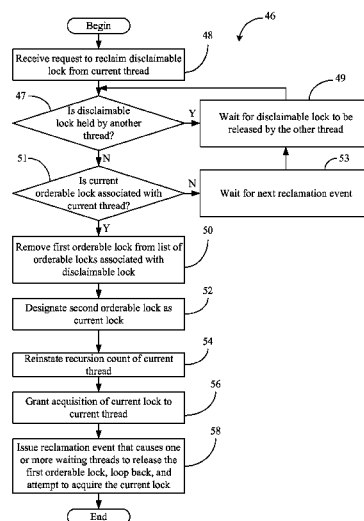 Begin
46
48
Receive request to reclaim disclaimable
lock from current thread
47
49
Is disclaimable
lock held by another
thread?
Y
Wait for disclaimable lock to be
released by the other thread
N
51
53
Is current
orderable lock associated with
current thread?
N
Wait for next reclamation event
Y
50
Remove first orderable lock from list of
orderable locks associated with
disclaimable lock
52
Designate second orderable lock as
current lock
54
Reinstate recursion count of current
thread
56
Grant acquisition of current lock to
current thread
58
Issue reclamation event that causes one
or more waiting threads to release the
first orderable lock, loop back, and
attempt to acquire the current lock
End